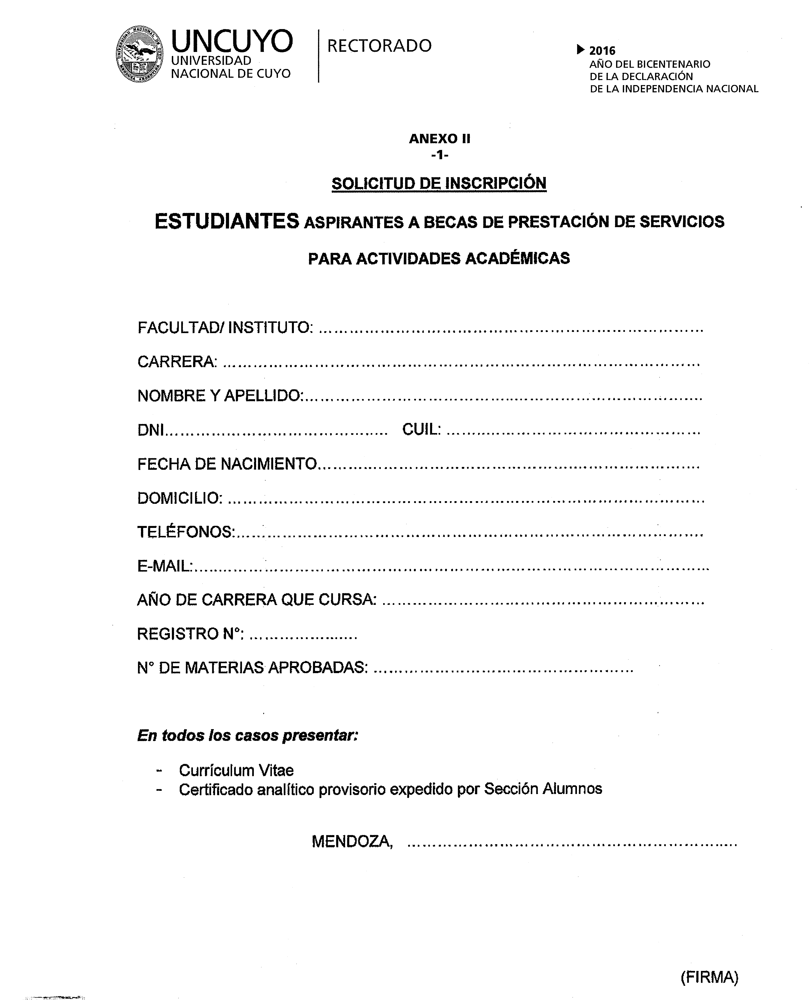 UNCUYO
UNIVERSIDAD
NACIONAL DE CUYO
RECTORADO
2016
AÑO DEL BICENTENARIO
DE LA DECLARACIÓN
DE LA INDEPENDENCIA NACIONAL
ANEXO II
-1-
SOLICITUD DE INSCRIPCIÓN
ESTUDIANTES ASPIRANTES A BECAS DE PRESTACIÓN DE SERVICIOS
PARA ACTIVIDADES ACADÉMICAS
FACULTAD/ INSTITUTO: ..........................................................................
CARRERA: ............................................................................................
NOMBRE Y APELLIDO:.............................................................................
DNI........................................... CUIL: .................................................
FECHA DE NACIMIENTO..........................................................................
DOMICILIO: ............................................................................................
TELÉFONOS:...........................................................................................
E-MAIL:....................................................................................................
AÑO DE CARRERA QUE CURSA: ..............................................................
REGISTRO N°: .....................
N° DE MATERIAS APROBADAS: ..................................................
En todos los casos presentar:
- Currículum Vitae
- Certificado analítico provisorio expedido por Sección Alumnos
MENDOZA, ................................................................
(FIRMA)